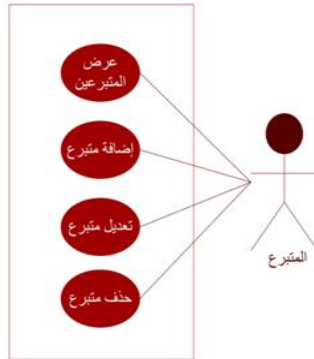 عرض
المتبرعين
إضافة متبرع
تعديل متبرع
حذف متبرع
المتبرع